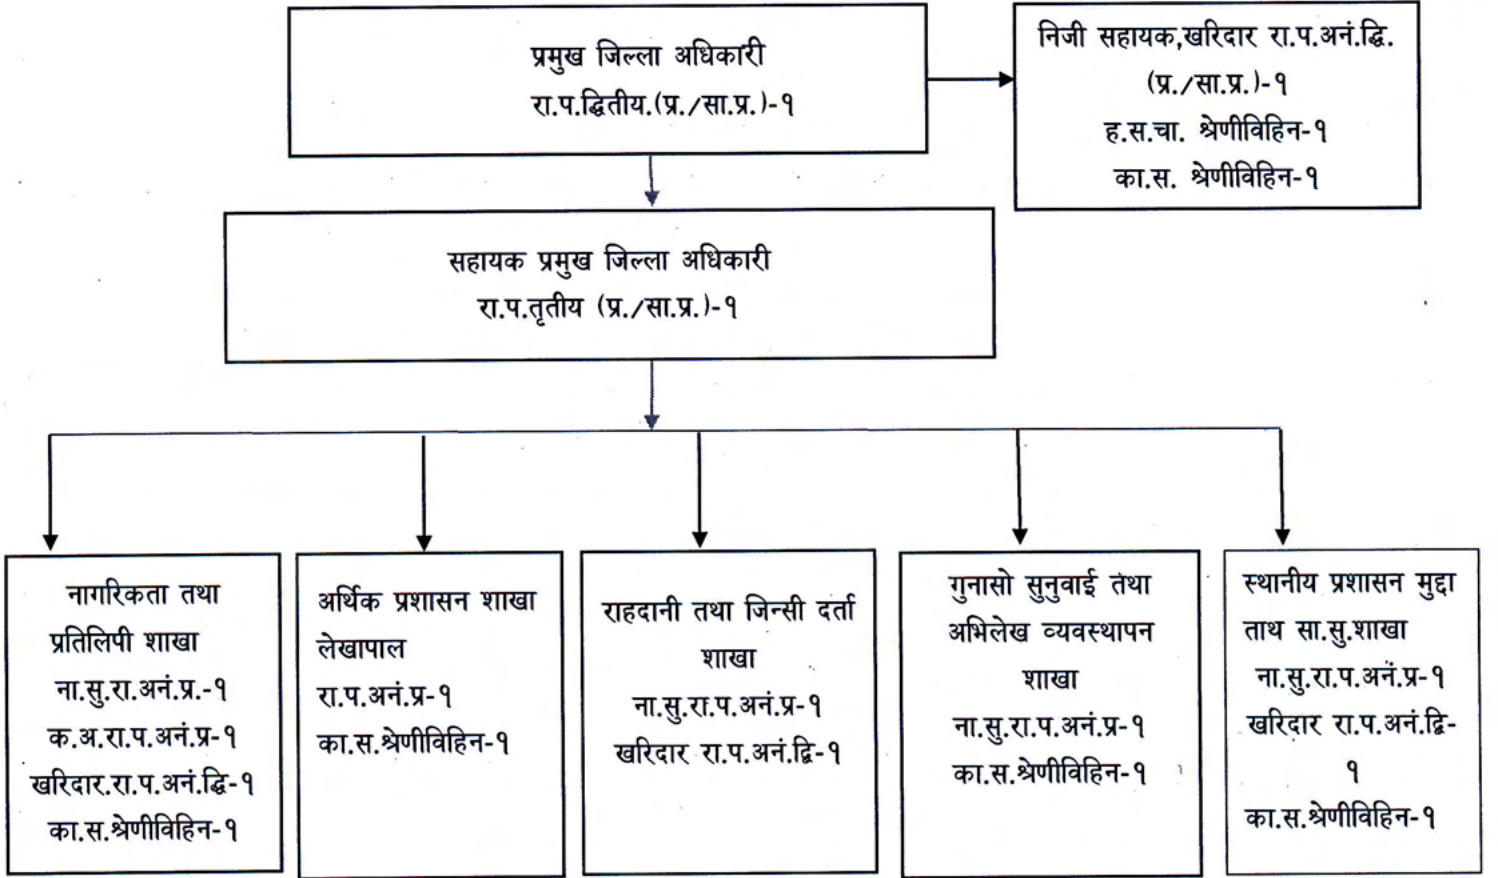 प्रमुख जिल्ला अधिकारी
रा.प.द्धितीय.(प्र./सा.प्र.)-१
निजी सहायक,खरिदार रा.प.अनं.द्धि.
(प्र./सा.प्र.)-१
ह.स.चा. श्रेणीविहिन-१
का.स. श्रेणीविहिन-१
सहायक प्रमुख जिल्ला अधिकारी
रा.प.तृतीय (प्र./सा.प्र.)-१
नागरिकता तथा
प्रतिलिपी शाखा
ना.सु.रा.अनं.प्र.-१
क.अ.रा.प.अनं.प्र-१
खरिदार.रा.प.अनं.द्धि-१
का.स.श्रेणीविहिन-१
अर्थिक प्रशासन शाखा
लेखापाल
रा.प.अनं.प्र-१
का.स.श्रेणीविहिन-१
राहदानी तथा जिन्सी दर्ता
शाखा
ना.सु.रा.प.अनं.प्र-१
खरिदार रा.प.अनं.द्वि-१
गुनासो सुनुवाई तथा
अभिलेख व्यवस्थापन
शाखा
ना.सु.रा.प.अनं.प्र-१
का.स.श्रेणीविहिन-१
स्थानीय प्रशासन मुद्दा
ताथ सा.सु.शाखा
ना.सु.रा.प.अनं.प्र-१
खरिदार रा.प.अनं.द्वि-
१
का.स.श्रेणीविहिन-१